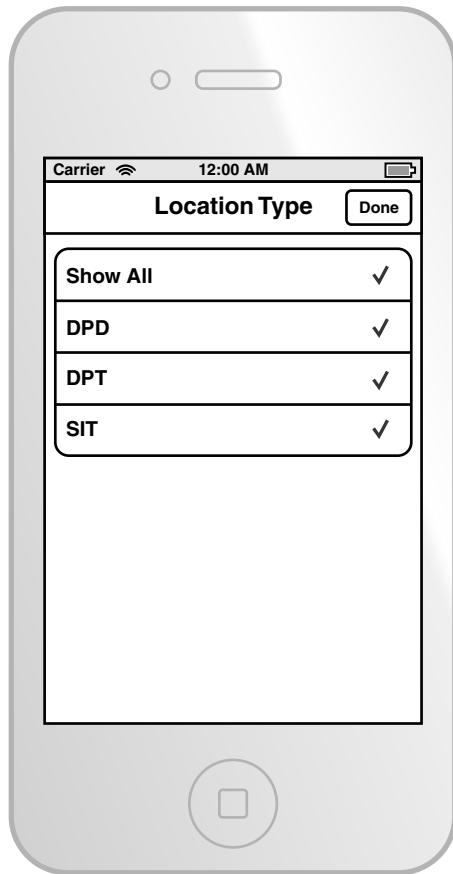 Carrier 12:00 AM
Location Type Done
Show All
DPD
DPT
SIT